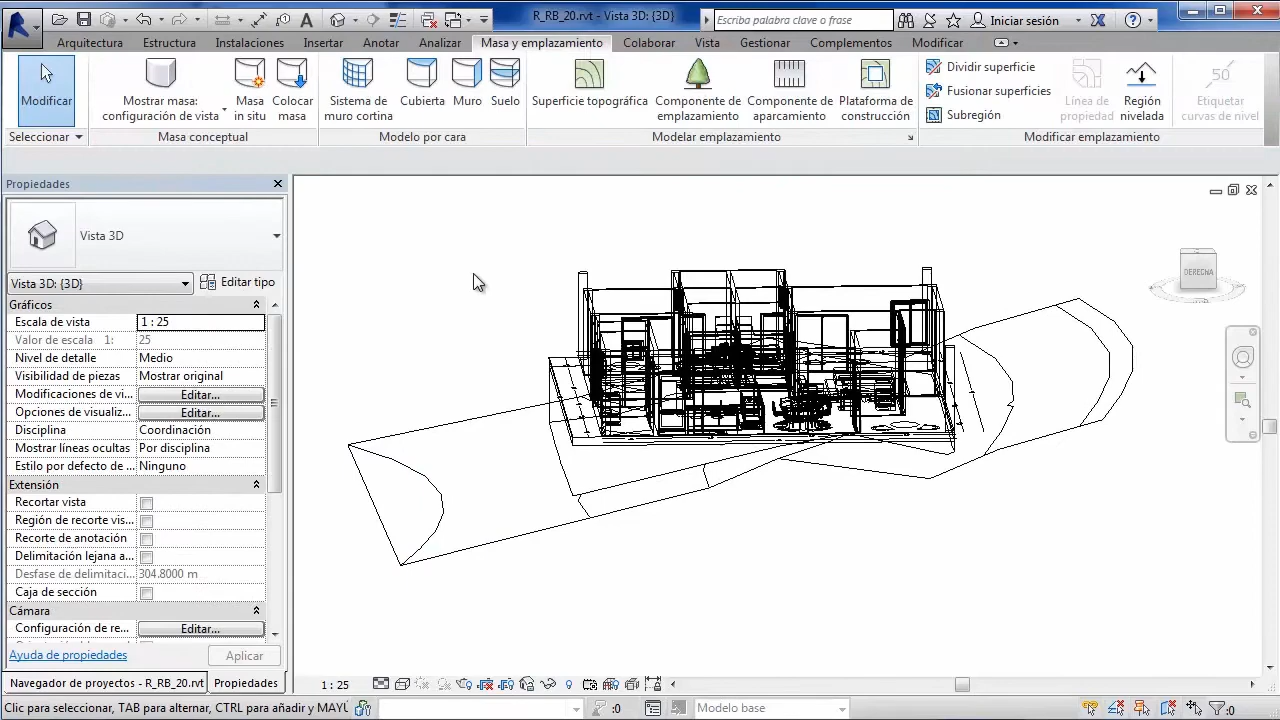 R_RB_20.rvt - Vista 3D: {3D}
Escriba palabra clave o frase
Iniciar sesión
Arquitectura
Estructura
Instalaciones
Insertar
Anotar
Analizar
Masa y emplazamiento
Colaborar
Vista
Gestionar
Complementos
Modificar
Modificar
Mostrar masa:
configuración de vista
Masa
in situ
Colocar
masa
Sistema de
muro cortina
Cubierta
Muro
Suelo
Superficie topográfica
Componente de
emplazamiento
Componente de
aparcamiento
Plataforma de
construcción
Dividir superficie
Fusionar superficies
Subregión
Línea de
propiedad
Región
nivelada
50
Etiquetar
curvas de nivel
Seleccionar
Masa conceptual
Modelo por cara
Modelar emplazamiento
Modificar emplazamiento
Propiedades
Vista 3D
Vista 3D: {3D}
Editar tipo
Gráficos
Escala de vista
1 : 25
Valor de escala 1:
25
Nivel de detalle
Medio
Visibilidad de piezas
Mostrar original
Modificaciones de vi...
Editar...
Opciones de visualiz...
Editar...
Disciplina
Coordinación
Mostrar líneas ocultas
Por disciplina
Estilo por defecto de ...
Ninguno
Extensión
Recortar vista
Región de recorte vis...
Recorte de anotación
Delimitación lejana a...
Desfase de delimitaci...
304.8000 m
Caja de sección
Cámara
Configuración de re...
Editar...
Ayuda de propiedades
Aplicar
Navegador de proyectos - R_RB_20.rvt
Propiedades
DERECHA
1 : 25
Clic para seleccionar, TAB para alternar, CTRL para añadir y MAYÚ
:0
Modelo base
:0